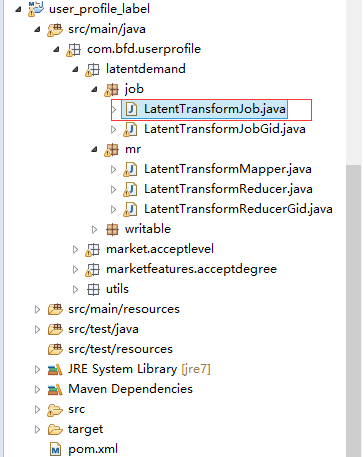 user_profile_label
src/main/java
com.bfd.userprofile
latentdemand
job
LatentTransformJob.java
LatentTransformJobGid.java
mr
LatentTransformMapper.java
LatentTransformReducer.java
LatentTransformReducerGid.java
writable
market.acceptlevel
marketfeatures.acceptdegree
utils
src/main/resources
src/test/java
src/test/resources
JRE System Library [jre7]
Maven Dependencies
src
target
pom.xml